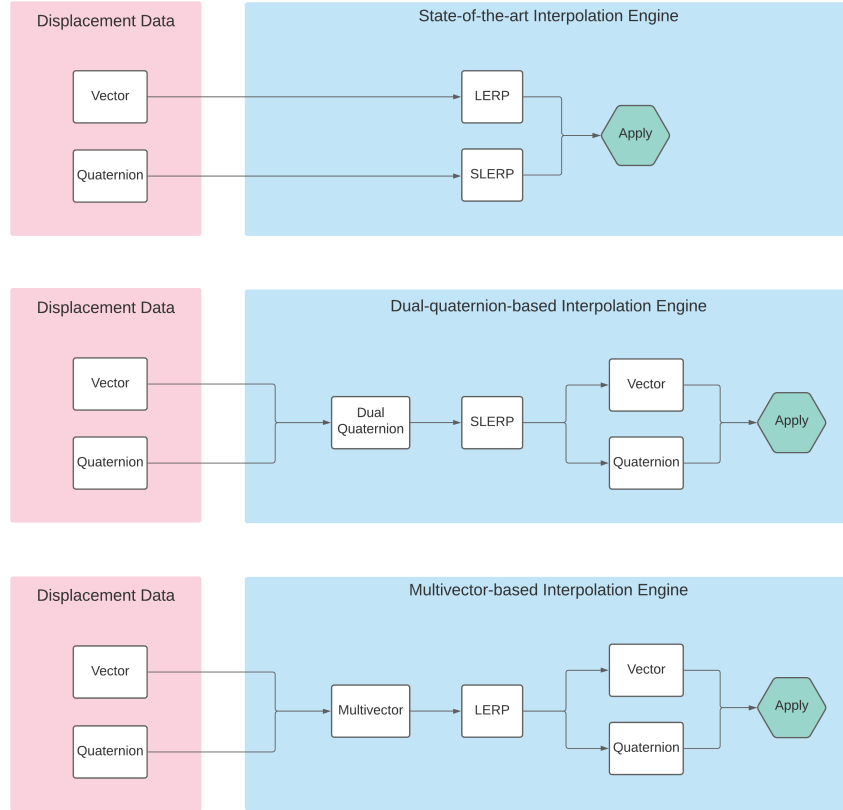 Displacement Data
State-of-the-art Interpolation Engine
Vector
LERP
Apply
Quaternion
SLERP
Displacement Data
Dual-quaternion-based Interpolation Engine
Vector
Dual
Quaternion
SLERP
Vector
Apply
Quaternion
Quaternion
Displacement Data
Multivector-based Interpolation Engine
Vector
Multivector
LERP
Vector
Apply
Quaternion
Quaternion